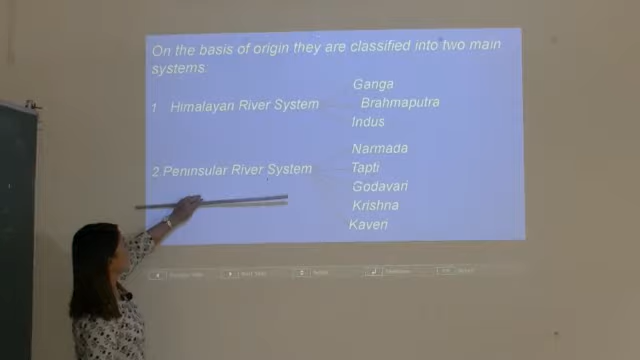 On the basis of origin they are classified into two main
systems:
Ganga
1 Himalayan River System
Brahmaputra
Indus
Narmada
2 Peninsular River System
Tapti
Godavari
Krishna
Kaveri